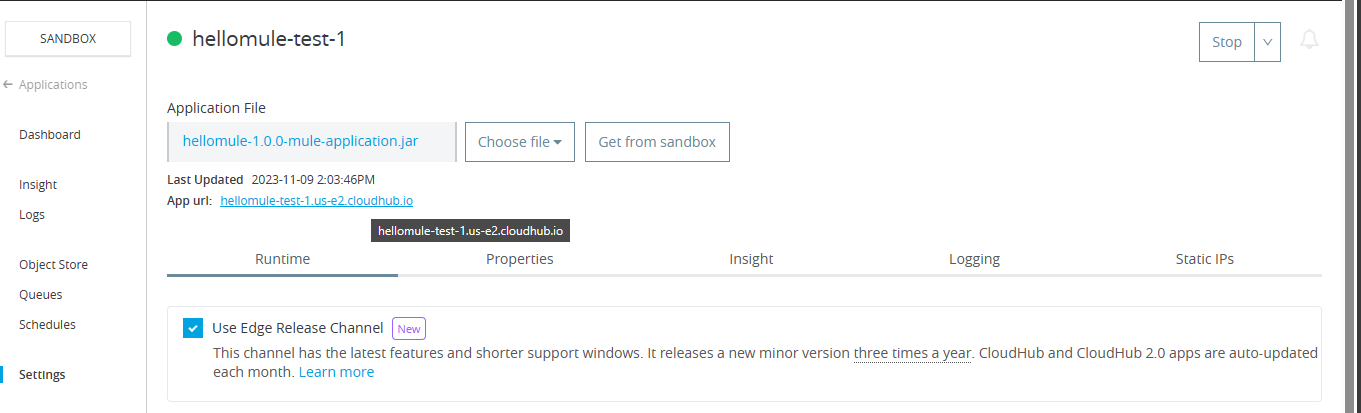 SANDBOX
Applications
Dashboard
Insight
Logs
Object Store
Queues
Schedules
Settings
hellomule-test-1
Stop
Application File
hellomule-1.0.0-mule-application.jar
Choose file
Get from sandbox
Last Updated 2023-11-09 2:03:46PM
App url: hellomule-test-1.us-e2.cloudhub.io
hellomule-test-1.us-e2.cloudhub.io
Runtime
Properties
Insight
Logging
Static IPs
Use Edge Release Channel New
This channel has the latest features and shorter support windows. It releases a new minor version three times a year. CloudHub and CloudHub 2.0 apps are auto-updated
each month. Learn more